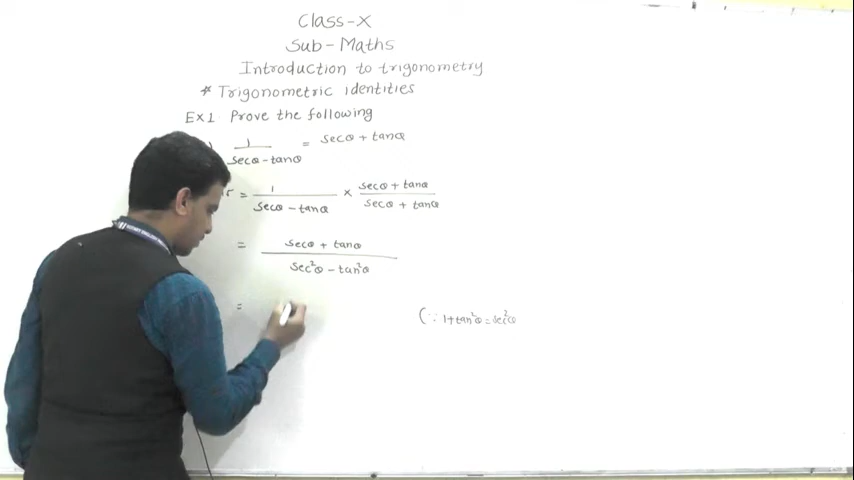 Class-X
Sub-Maths
Introduction to trigonometry
* Trigonometric identities
EX1. Prove the following
1/(secθ-tanθ) = secθ + tanθ
= 1/(secθ - tanθ) × (secθ + tanθ)/(secθ + tanθ)
= (secθ + tanθ)/(sec²θ - tan²θ)
= (∵ 1+tan²θ = sec²θ